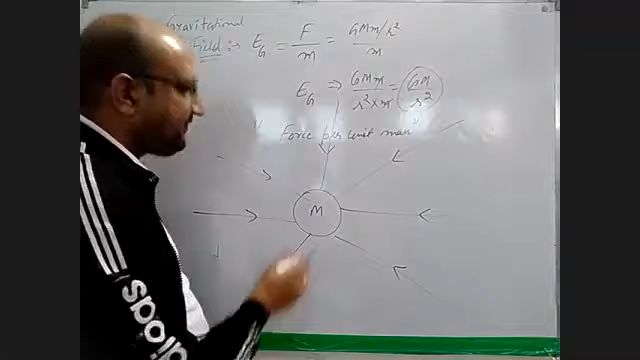 Gravitational
Field :- E_G = F/m = GMm/r²/m
E_G ⇒ GMm/r²×m = GM/r²
" Force per unit mass "
M
adidas